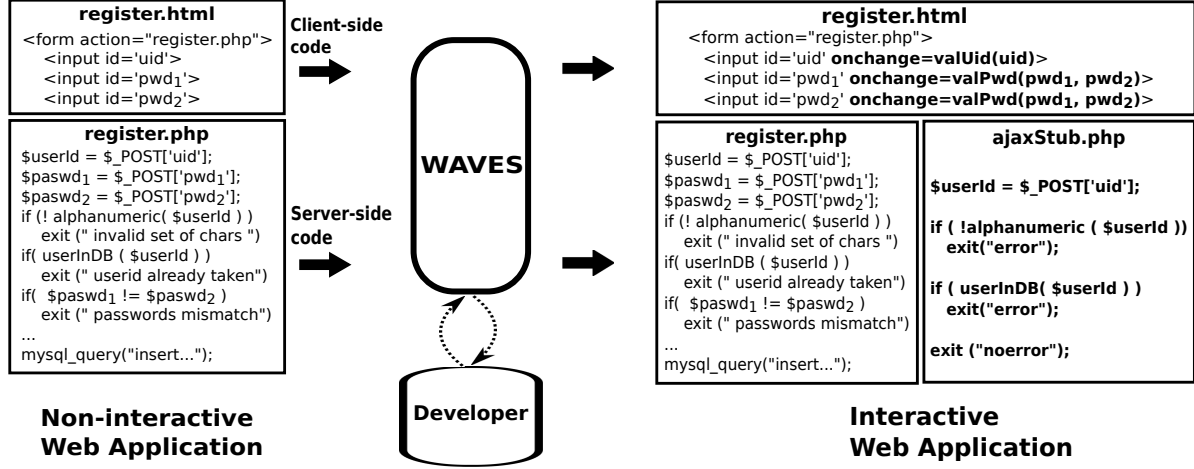 register.html
<form action="register.php">
<input id='uid'>
<input id='pwd1'>
<input id='pwd2'>
register.php
$userId = $_POST['uid'];
$paswd1 = $_POST['pwd1'];
$paswd2 = $_POST['pwd2'];
if (! alphanumeric( $userId ) )
exit (" invalid set of chars ")
if( userInDB ( $userId ) )
exit (" userid already taken")
if( $paswd1 != $paswd2 )
exit (" passwords mismatch")
...
mysql_query("insert...");
Non-interactive
Web Application
Client-side
code
Server-side
code
WAVES
Developer
register.html
<form action="register.php">
<input id='uid' onchange=valUid(uid)>
<input id='pwd1' onchange=valPwd(pwd1, pwd2)>
<input id='pwd2' onchange=valPwd(pwd1, pwd2)>
register.php
$userId = $_POST['uid'];
$paswd1 = $_POST['pwd1'];
$paswd2 = $_POST['pwd2'];
if (! alphanumeric( $userId ) )
exit (" invalid set of chars ")
if( userInDB ( $userId ) )
exit (" userid already taken")
if( $paswd1 != $paswd2 )
exit (" passwords mismatch")
...
mysql_query("insert...");
ajaxStub.php
$userId = $_POST['uid'];
if ( !alphanumeric ( $userId ))
exit("error");
if ( userInDB( $userId ) )
exit("error");
exit ("noerror");
Interactive
Web Application